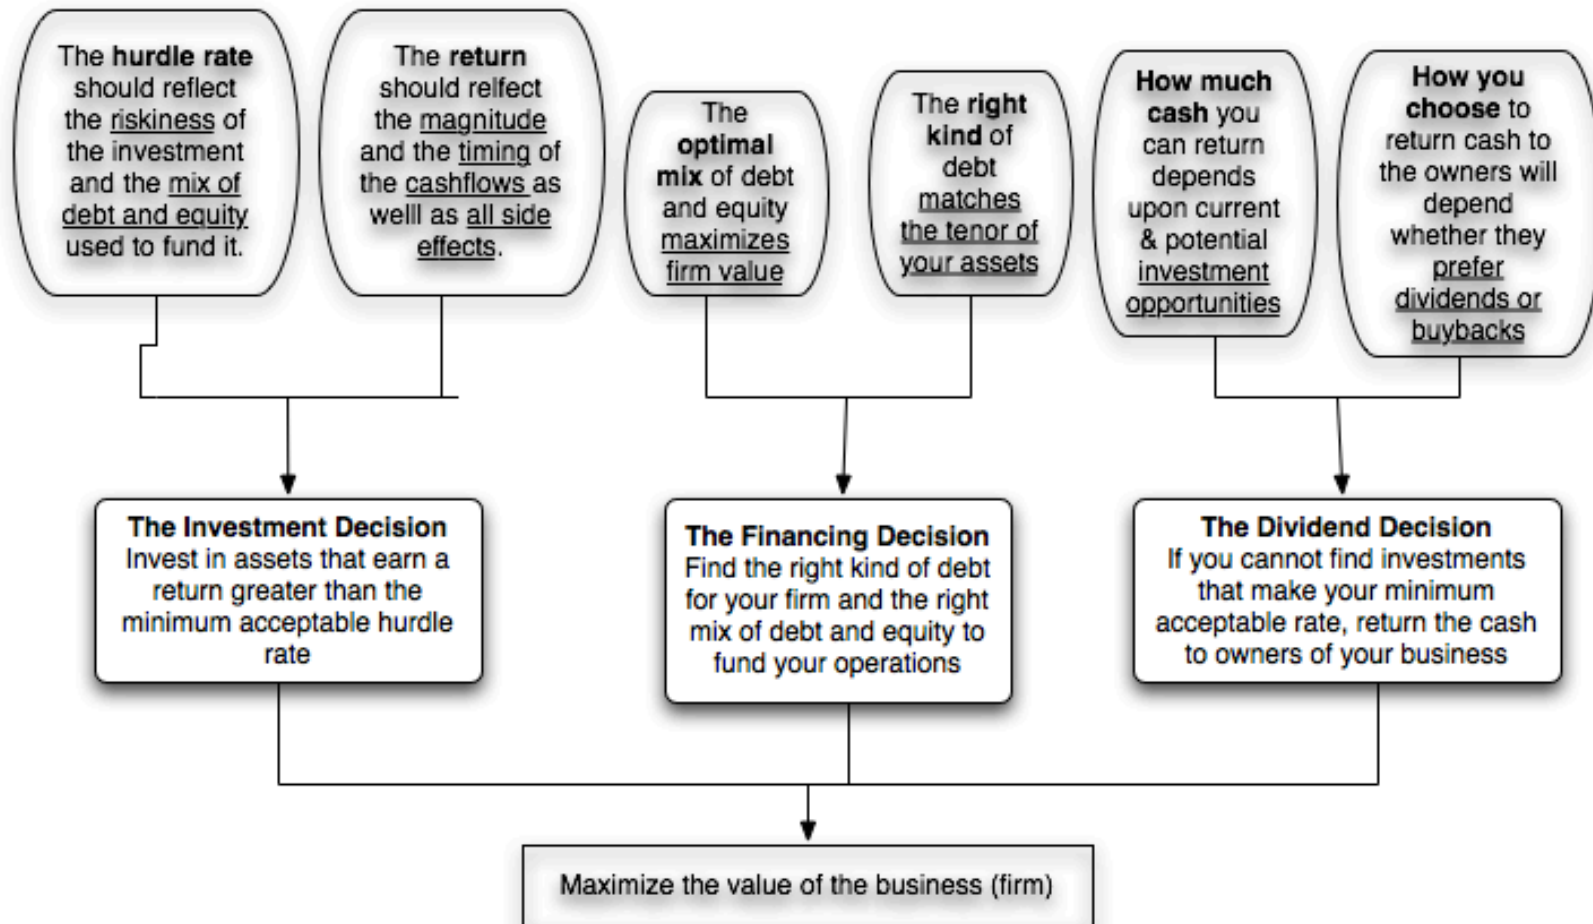 The hurdle rate
should reflect
the riskiness of
the investment
and the mix of
debt and equity
used to fund it.
The return
should relfect
the magnitude
and the timing of
the cashflows as
welll as all side
effects.
The
optimal
mix of debt
and equity
maximizes
firm value
The right
kind of
debt
matches
the tenor of
your assets
How much
cash you
can return
depends
upon current
& potential
investment
opportunities
How you
choose to
return cash to
the owners will
depend
whether they
prefer
dividends or
buybacks
The Investment Decision
Invest in assets that earn a
return greater than the
minimum acceptable hurdle
rate
The Financing Decision
Find the right kind of debt
for your firm and the right
mix of debt and equity to
fund your operations
The Dividend Decision
If you cannot find investments
that make your minimum
acceptable rate, return the cash
to owners of your business
Maximize the value of the business (firm)